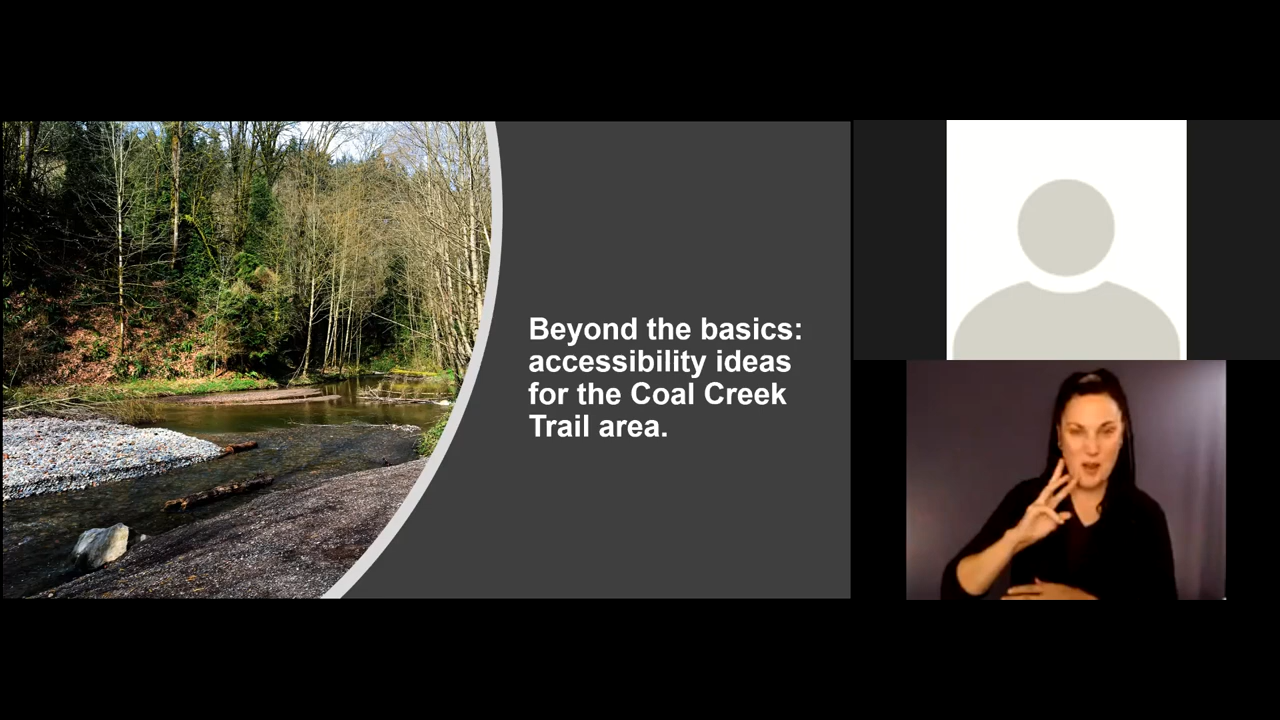 Beyond the basics:
accessibility ideas
for the Coal Creek
Trail area.